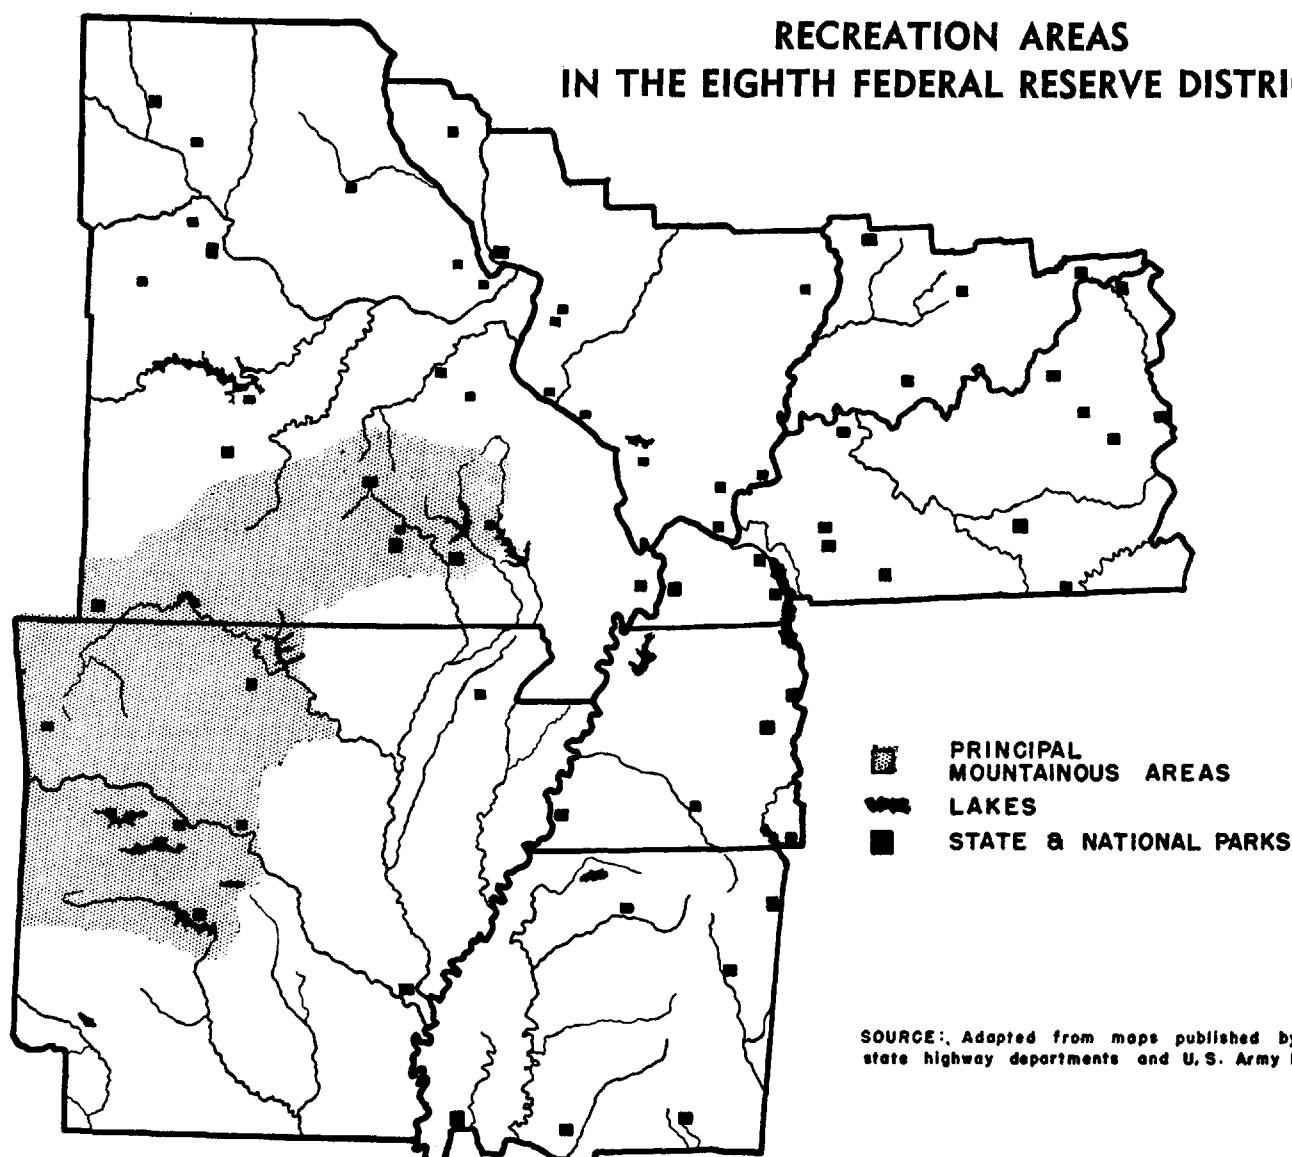 RECREATION AREAS
IN THE EIGHTH FEDERAL RESERVE
PRINCIPAL
MOUNTAINOUS AREAS
LAKES
STATE & NATIONAL PARKS
SOURCE:, Adapted from maps published by
state highway departments and U.S. Army